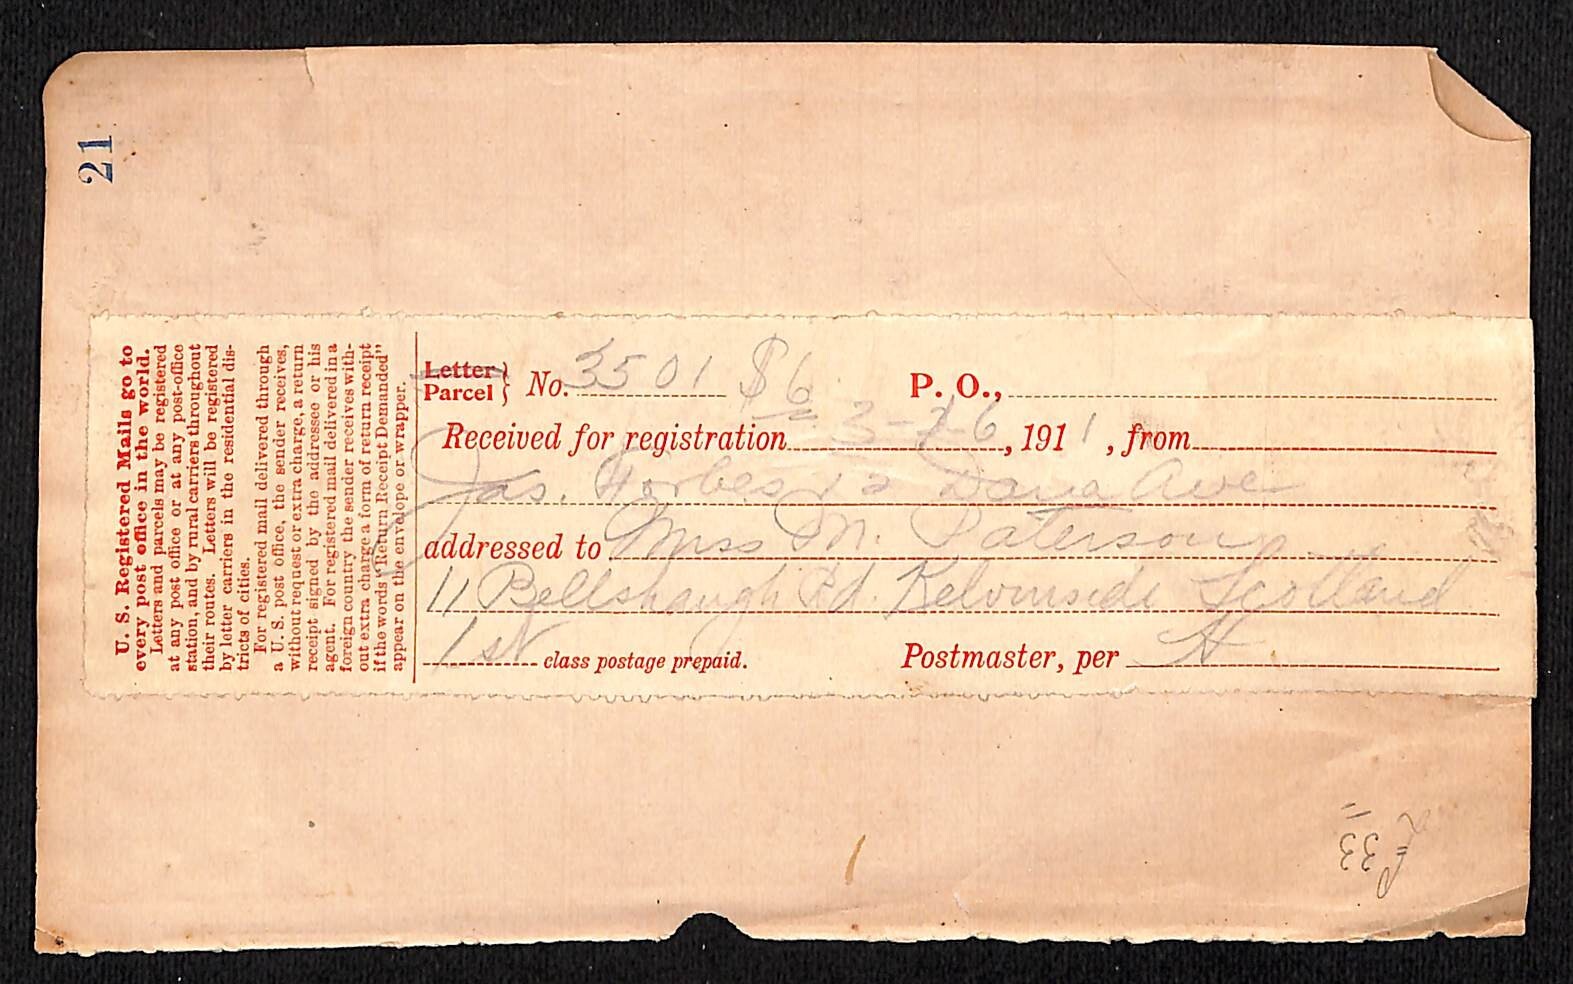 21
U. S. Registered Mails go to
every post office in the world.
Letters and parcels may be registered
at any post office or at any post-office
station, and by rural carriers throughout
their routes. Letters will be registered
by letter carriers in the residential dis-
tricts of cities.
For registered mail delivered through
a U. S. post office, the sender receives,
without request or extra charge, a return
receipt signed by the addressee or his
agent. For registered mail delivered in a
foreign country the sender receives with-
out extra charge a form of return receipt
if the words "Return Receipt Demanded"
appear on the envelope or wrapper.
Letter
Parcel } No. 3501 $6 P. O.,
Received for registration 3-26, 1911, from
Jas. Forbes 12 Dana Ave
addressed to Miss M. Paterson
11 Bellshaugh Rd. Kelvinside Scotland
1st class postage prepaid. Postmaster, per H
£33